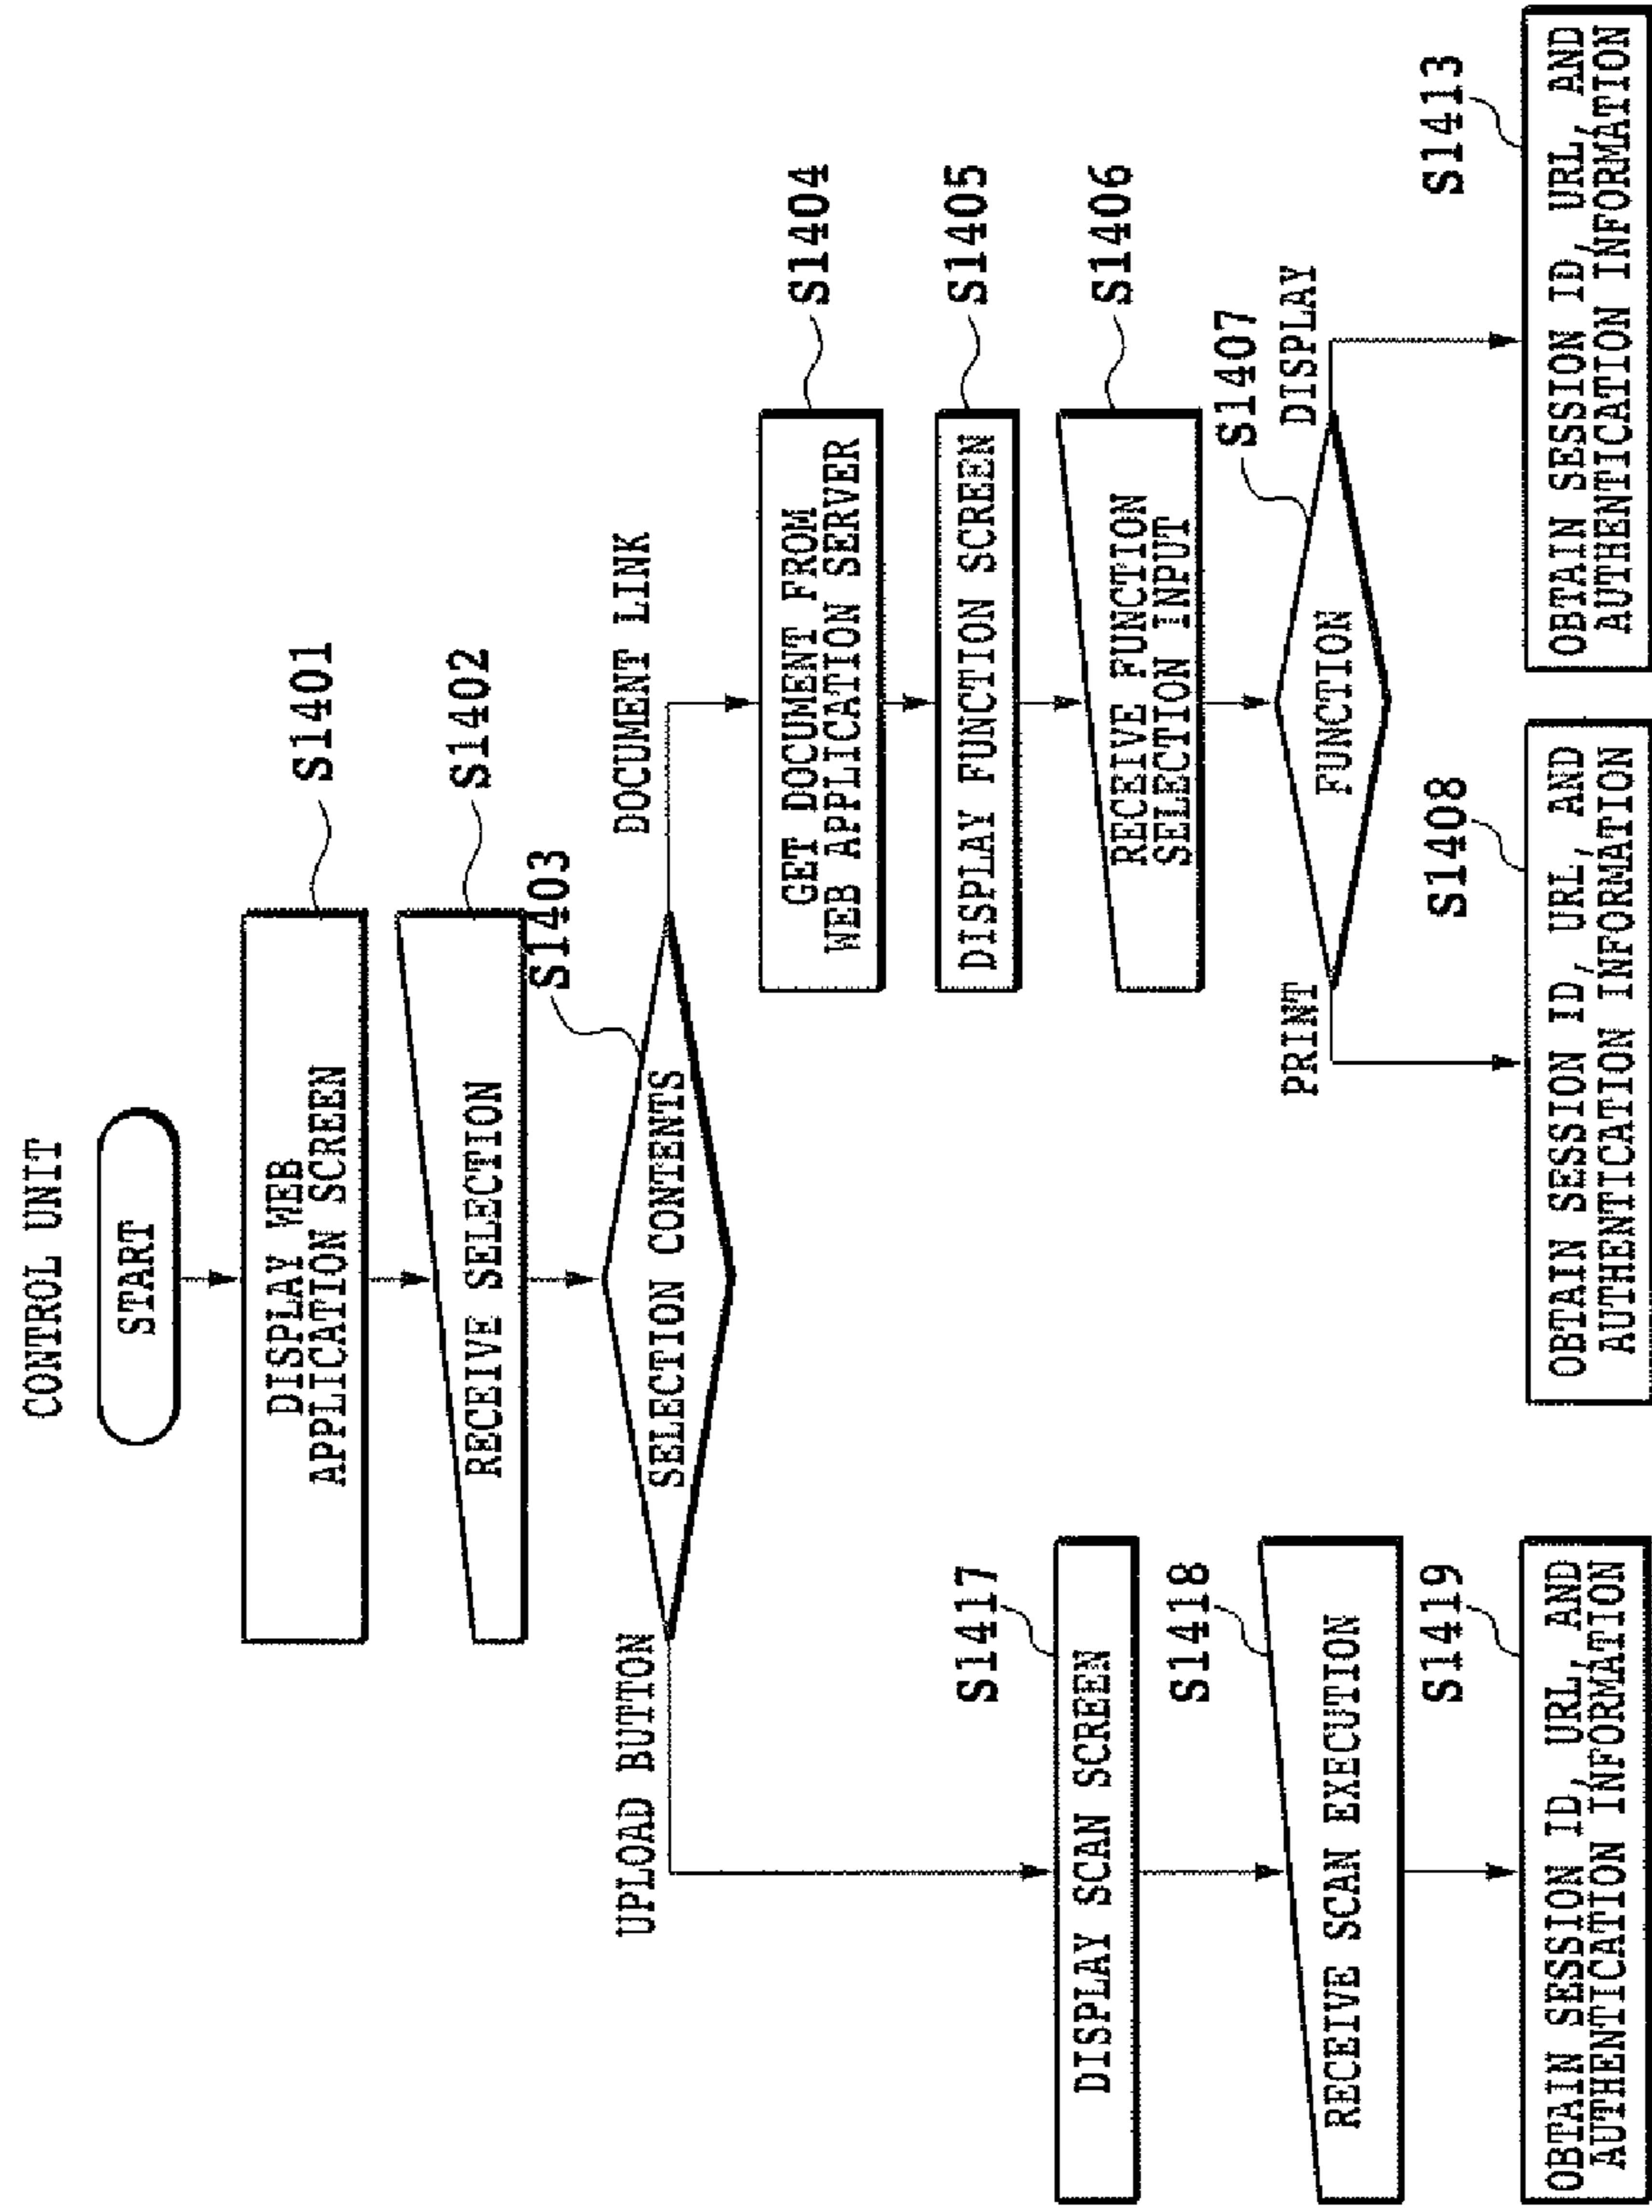 CONTROL UNIT
START
DISPLAY WEB
APPLICATION SCREEN
S1401
RECEIVE SELECTION
S1402
S1403
SELECTION CONTENTS
UPLOAD BUTTON
DOCUMENT LINK
GET DOCUMENT FROM
WEB APPLICATION SERVER
S1404
DISPLAY FUNCTION SCREEN
S1405
RECEIVE FUNCTION
SELECTION INPUT
S1406
S1407
FUNCTION
PRINT
DISPLAY
S1417
DISPLAY SCAN SCREEN
S1418
RECEIVE SCAN EXECUTION
S1419
OBTAIN SESSION ID, URL, AND
AUTHENTICATION INFORMATION
S1408
OBTAIN SESSION ID, URL, AND
AUTHENTICATION INFORMATION
S1413
OBTAIN SESSION ID, URL, AND
AUTHENTICATION INFORMATION